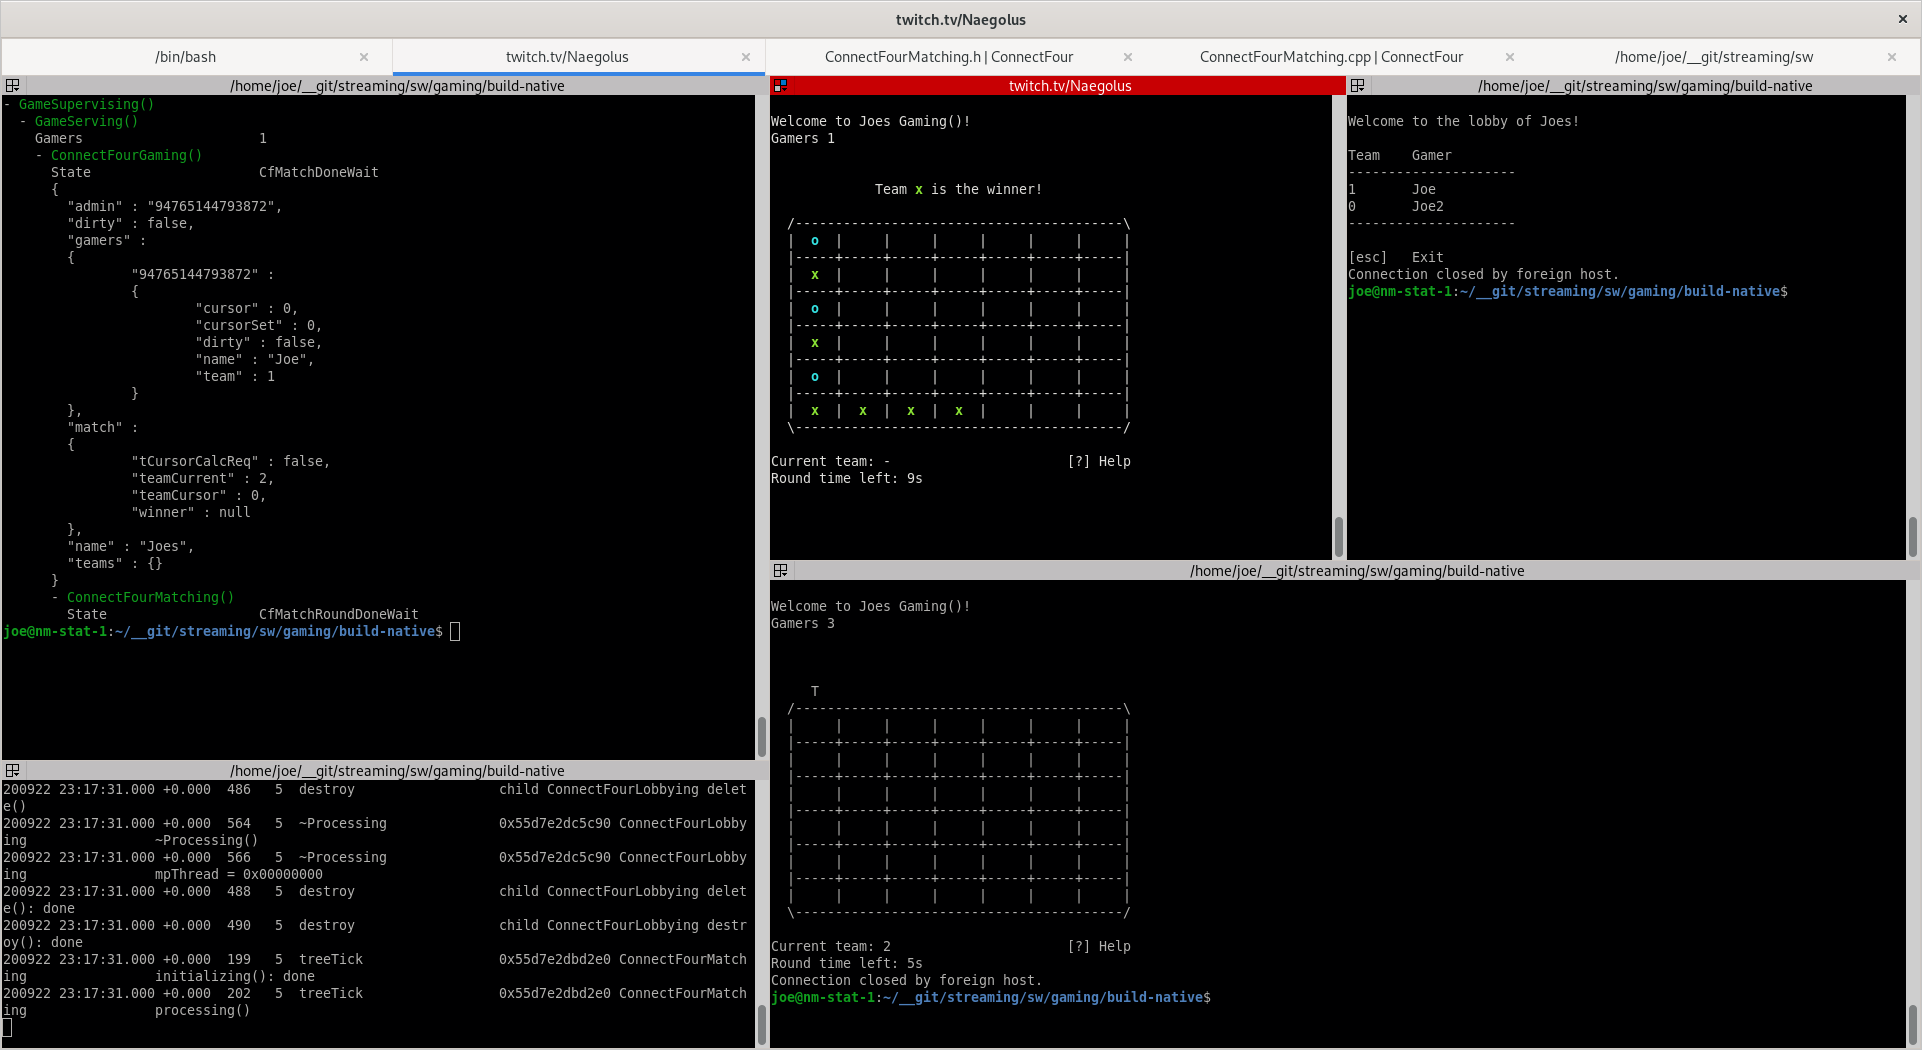 twitch.tv/Naegolus
/bin/bash
twitch.tv/Naegolus
ConnectFourMatching.h | ConnectFour
ConnectFourMatching.cpp | ConnectFour
/home/joe/__git/streaming/sw
/home/joe/__git/streaming/sw/gaming/build-native
- GameSupervising()
  - GameServing()
    Gamers                      1
    - ConnectFourGaming()
      State                     CfMatchDoneWait
      {
        "admin" : "94765144793872",
        "dirty" : false,
        "gamers" :
        {
                "94765144793872" :
                {
                        "cursor" : 0,
                        "cursorSet" : 0,
                        "dirty" : false,
                        "name" : "Joe",
                        "team" : 1
                }
        },
        "match" :
        {
                "tCursorCalcReq" : false,
                "teamCurrent" : 2,
                "teamCursor" : 0,
                "winner" : null
        },
        "name" : "Joes",
        "teams" : {}
      }
      - ConnectFourMatching()
        State                   CfMatchRoundDoneWait
joe@nm-stat-1:~/__git/streaming/sw/gaming/build-native$
/home/joe/__git/streaming/sw/gaming/build-native
200922 23:17:31.000 +0.000  486   5  destroy                  child ConnectFourLobbying delet
e()
200922 23:17:31.000 +0.000  564   5  ~Processing              0x55d7e2dc5c90 ConnectFourLobby
ing                ~Processing()
200922 23:17:31.000 +0.000  566   5  ~Processing              0x55d7e2dc5c90 ConnectFourLobby
ing                mpThread = 0x00000000
200922 23:17:31.000 +0.000  488   5  destroy                  child ConnectFourLobbying delet
e(): done
200922 23:17:31.000 +0.000  490   5  destroy                  child ConnectFourLobbying destr
oy(): done
200922 23:17:31.000 +0.000  199   5  treeTick                 0x55d7e2dbd2e0 ConnectFourMatch
ing                initializing(): done
200922 23:17:31.000 +0.000  202   5  treeTick                 0x55d7e2dbd2e0 ConnectFourMatch
ing                processing()
twitch.tv/Naegolus
Welcome to Joes Gaming()!
Gamers 1
             Team x is the winner!
  /-----------------------------------------\
  |  o  |     |     |     |     |     |     |
  |-----+-----+-----+-----+-----+-----+-----|
  |  x  |     |     |     |     |     |     |
  |-----+-----+-----+-----+-----+-----+-----|
  |  o  |     |     |     |     |     |     |
  |-----+-----+-----+-----+-----+-----+-----|
  |  x  |     |     |     |     |     |     |
  |-----+-----+-----+-----+-----+-----+-----|
  |  o  |     |     |     |     |     |     |
  |-----+-----+-----+-----+-----+-----+-----|
  |  x  |  x  |  x  |  x  |     |     |     |
  \-----------------------------------------/
Current team: -                      [?] Help
Round time left: 9s
/home/joe/__git/streaming/sw/gaming/build-native
Welcome to the lobby of Joes!
Team    Gamer
---------------------
1       Joe
0       Joe2
---------------------
[esc]   Exit
Connection closed by foreign host.
joe@nm-stat-1:~/__git/streaming/sw/gaming/build-native$
/home/joe/__git/streaming/sw/gaming/build-native
Welcome to Joes Gaming()!
Gamers 3
     T
  /-----------------------------------------\
  |     |     |     |     |     |     |     |
  |-----+-----+-----+-----+-----+-----+-----|
  |     |     |     |     |     |     |     |
  |-----+-----+-----+-----+-----+-----+-----|
  |     |     |     |     |     |     |     |
  |-----+-----+-----+-----+-----+-----+-----|
  |     |     |     |     |     |     |     |
  |-----+-----+-----+-----+-----+-----+-----|
  |     |     |     |     |     |     |     |
  |-----+-----+-----+-----+-----+-----+-----|
  |     |     |     |     |     |     |     |
  \-----------------------------------------/
Current team: 2                      [?] Help
Round time left: 5s
Connection closed by foreign host.
joe@nm-stat-1:~/__git/streaming/sw/gaming/build-native$